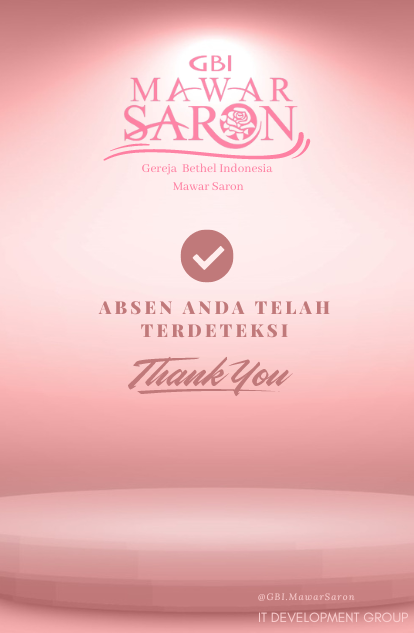 GBI
MAWAR
SARON
Gereja Bethel Indonesia
Mawar Saron
ABSEN ANDA TELAH
TERDETEKSI
Thank You
@GBI.MawarSaron
IT DEVELOPMENT GROUP